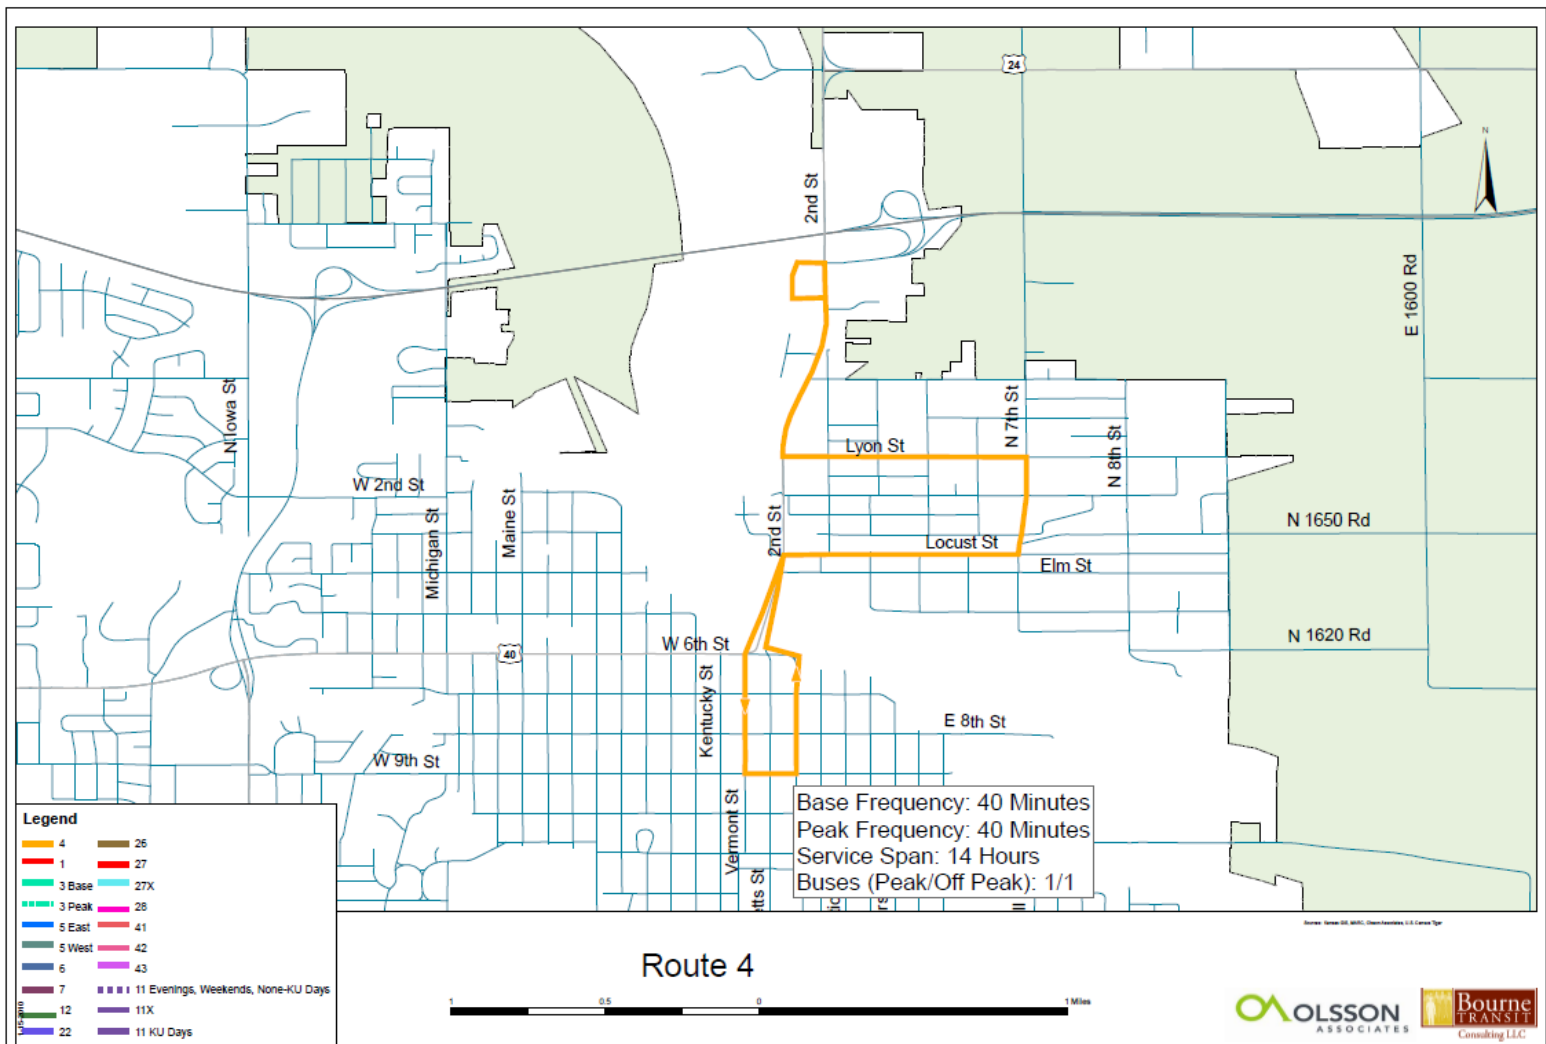 24
2nd St
E 1600 Rd
N Iowa St
N 7th St
Lyon St
N 8th St
W 2nd St
Maine St
Michigan St
2nd St
Locust St
N 1650 Rd
Elm St
W 6th St
40
N 1620 Rd
Kentucky St
E 8th St
W 9th St
Vermont St
Base Frequency: 40 Minutes
Peak Frequency: 40 Minutes
Service Span: 14 Hours
Buses (Peak/Off Peak): 1/1
etts St
N
Legend
4
1
3 Base
3 Peak
5 East
5 West
6
7
12
22
26
27
27X
28
41
42
43
11 Evenings, Weekends, None-KU Days
11X
11 KU Days
Route 4
1 0.5 0 1 Miles
OLSSON
ASSOCIATES
Bourne
TRANSIT
Consulting LLC